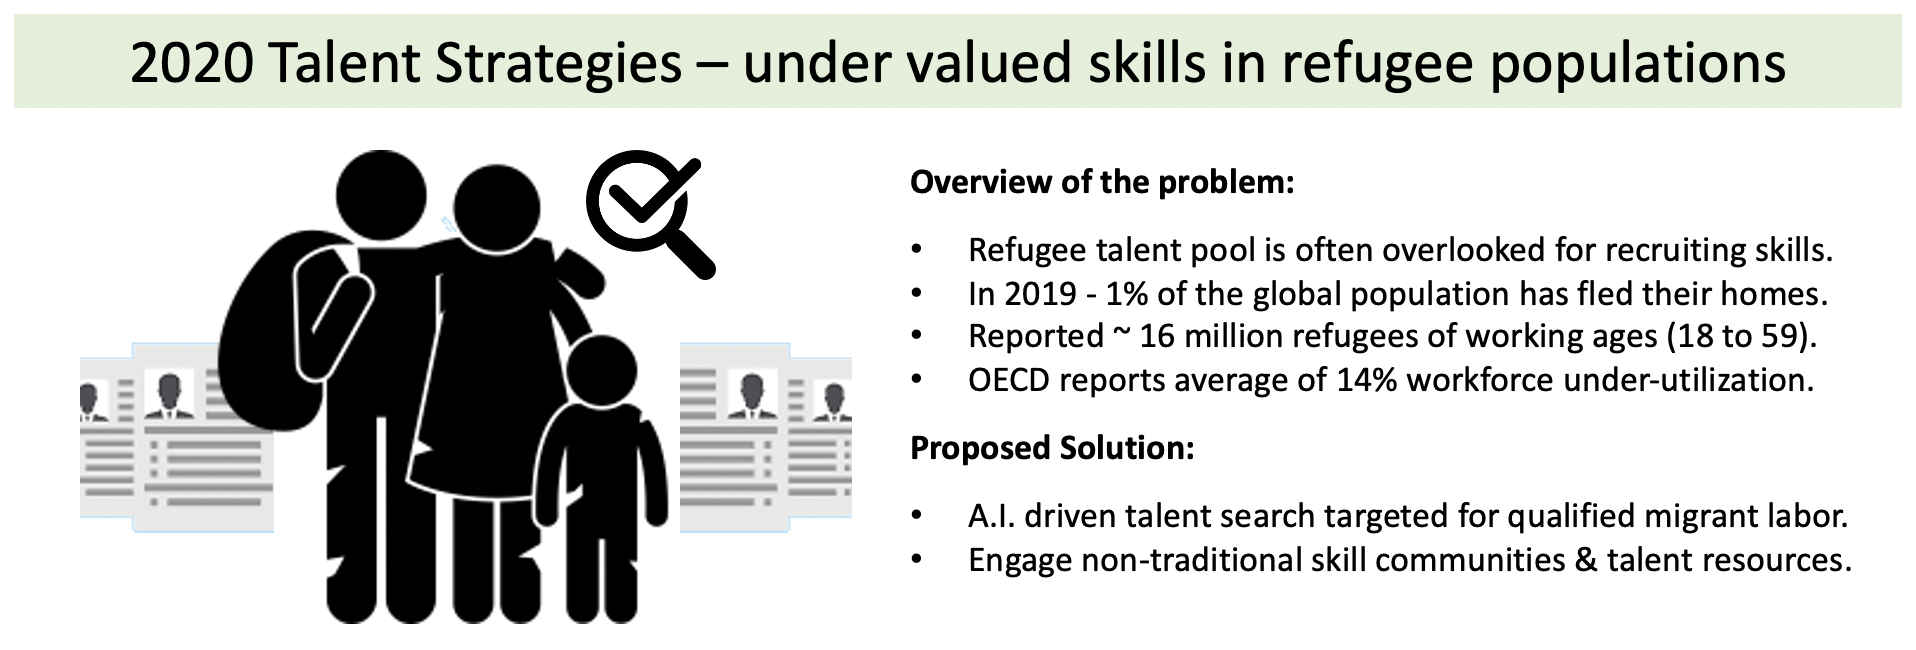 2020 Talent Strategies – under valued skills in refugee populations
Overview of the problem:
• Refugee talent pool is often overlooked for recruiting skills.
• In 2019 - 1% of the global population has fled their homes.
• Reported ~ 16 million refugees of working ages (18 to 59).
• OECD reports average of 14% workforce under-utilization.
Proposed Solution:
• A.I. driven talent search targeted for qualified migrant labor.
• Engage non-traditional skill communities & talent resources.